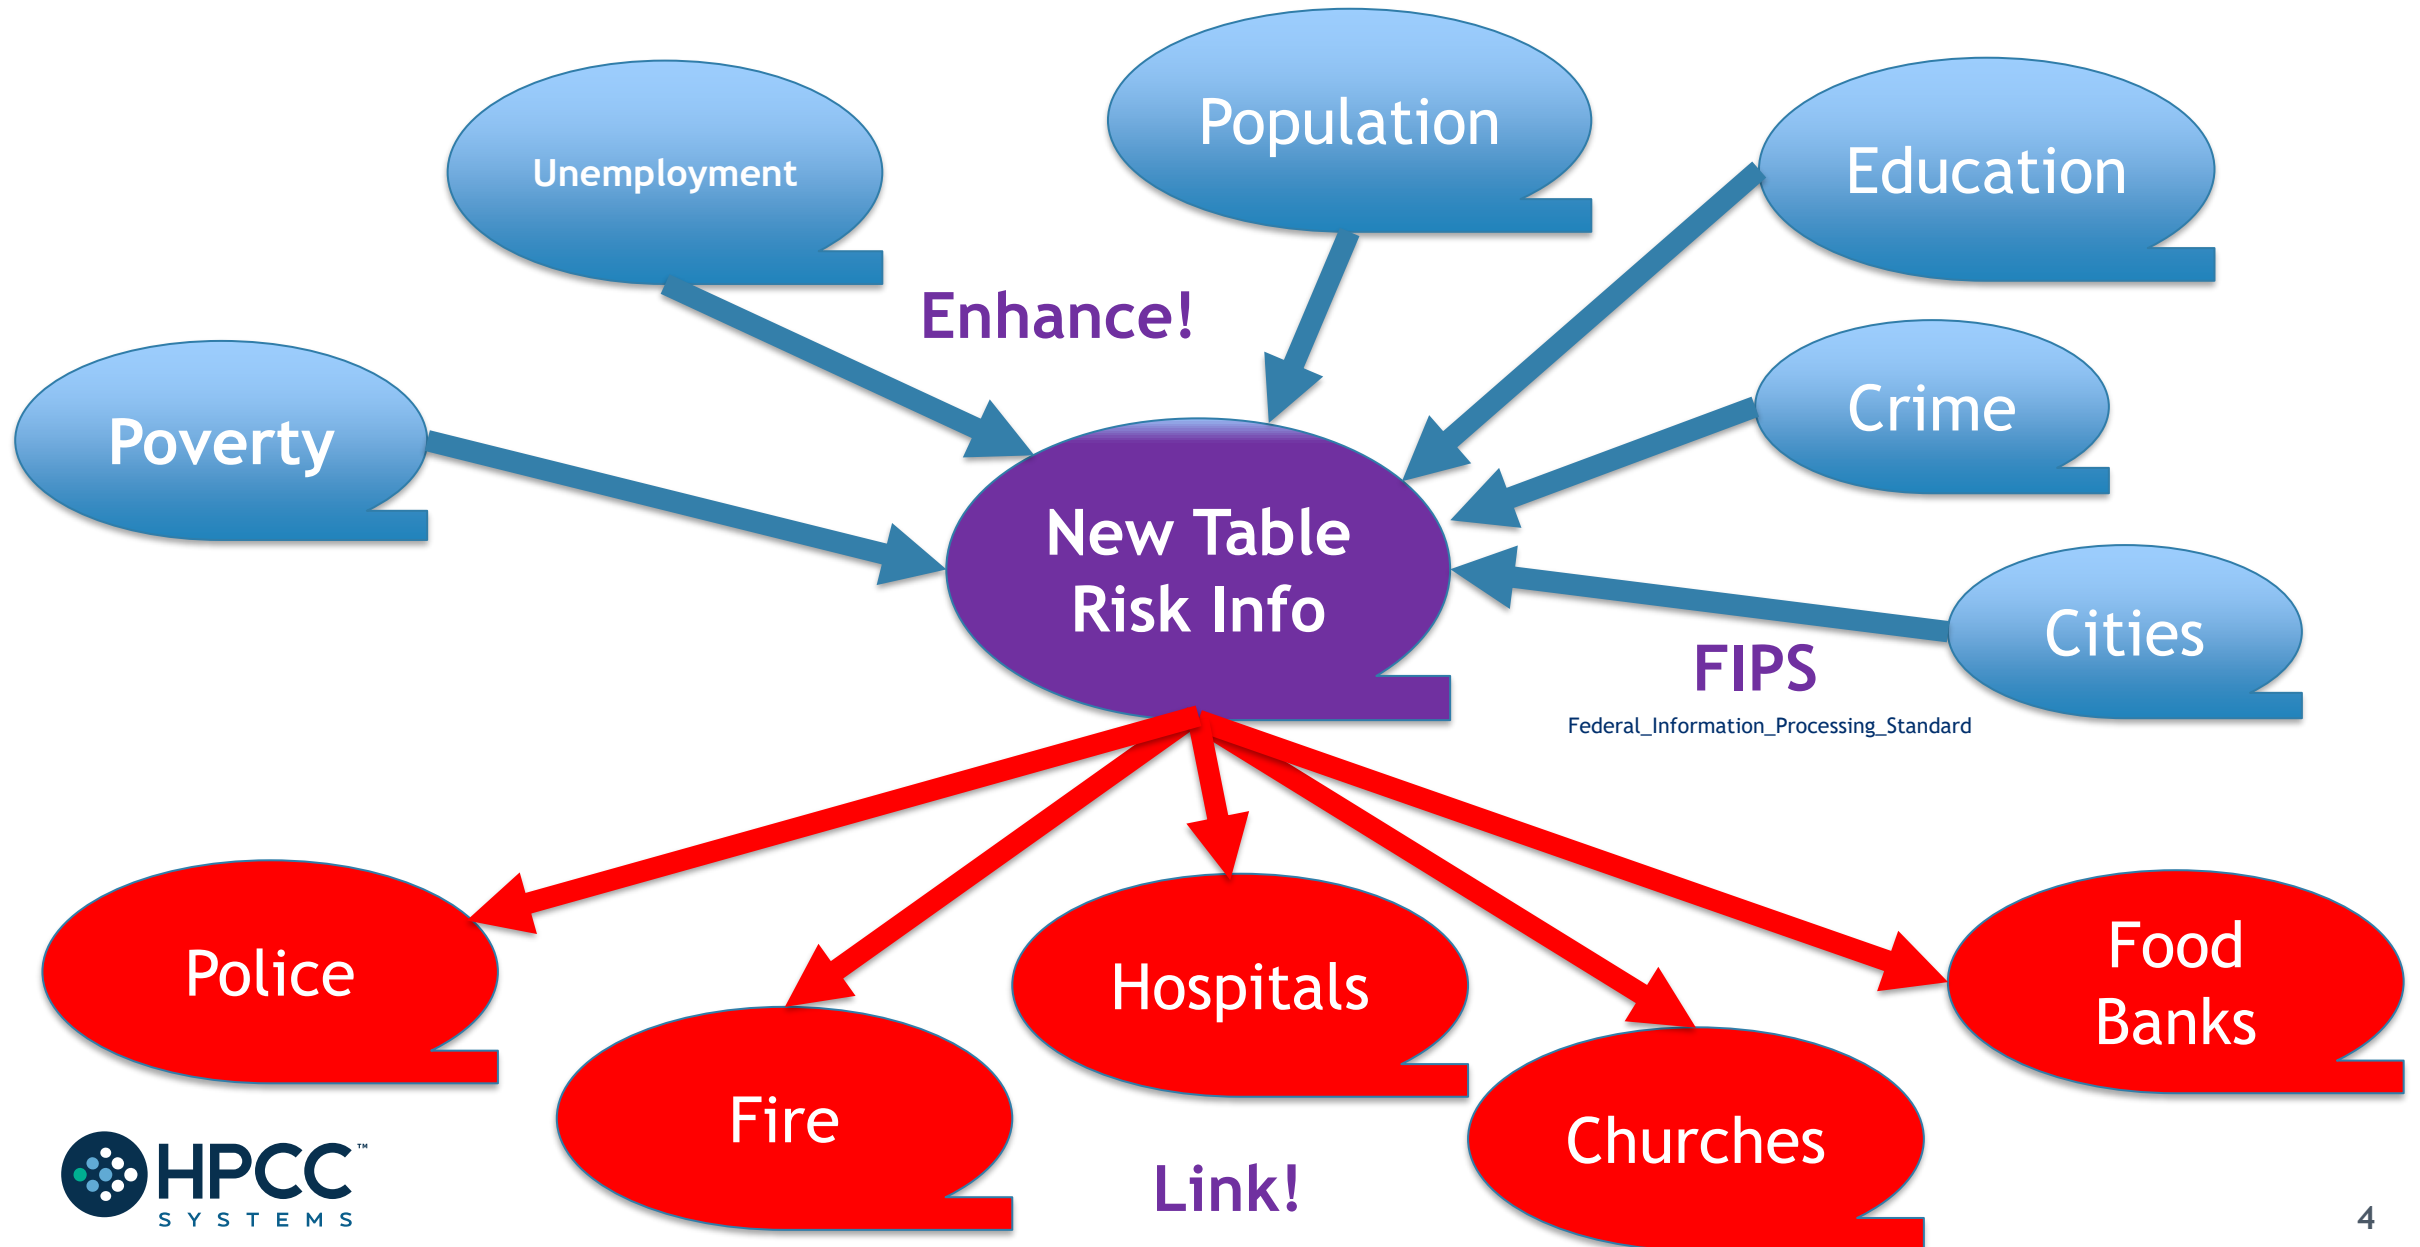 Population
Unemployment
Education
Enhance!
Crime
Poverty
New Table
Risk Info
Cities
FIPS
Federal_Information_Processing_Standard
Police
Hospitals
Food
Banks
Fire
Churches
HPCC™
SYSTEMS
Link!
4